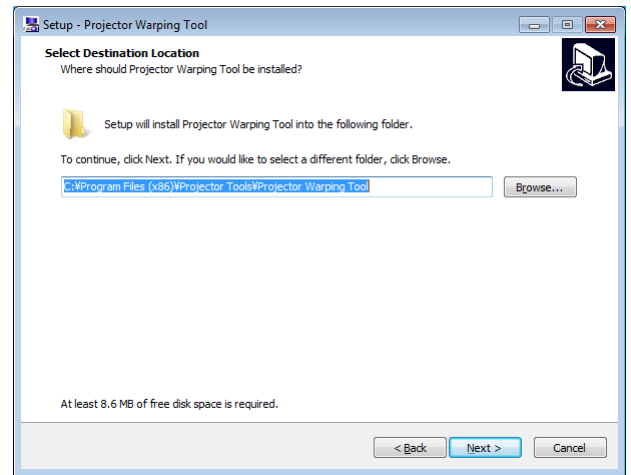 Setup - Projector Warping Tool
Select Destination Location
Where should Projector Warping Tool be installed?
Setup will install Projector Warping Tool into the following folder.
To continue, click Next. If you would like to select a different folder, click Browse.
C:¥Program Files (x86)¥Projector Tools¥Projector Warping Tool
Browse...
At least 8.6 MB of free disk space is required.
< Back Next > Cancel